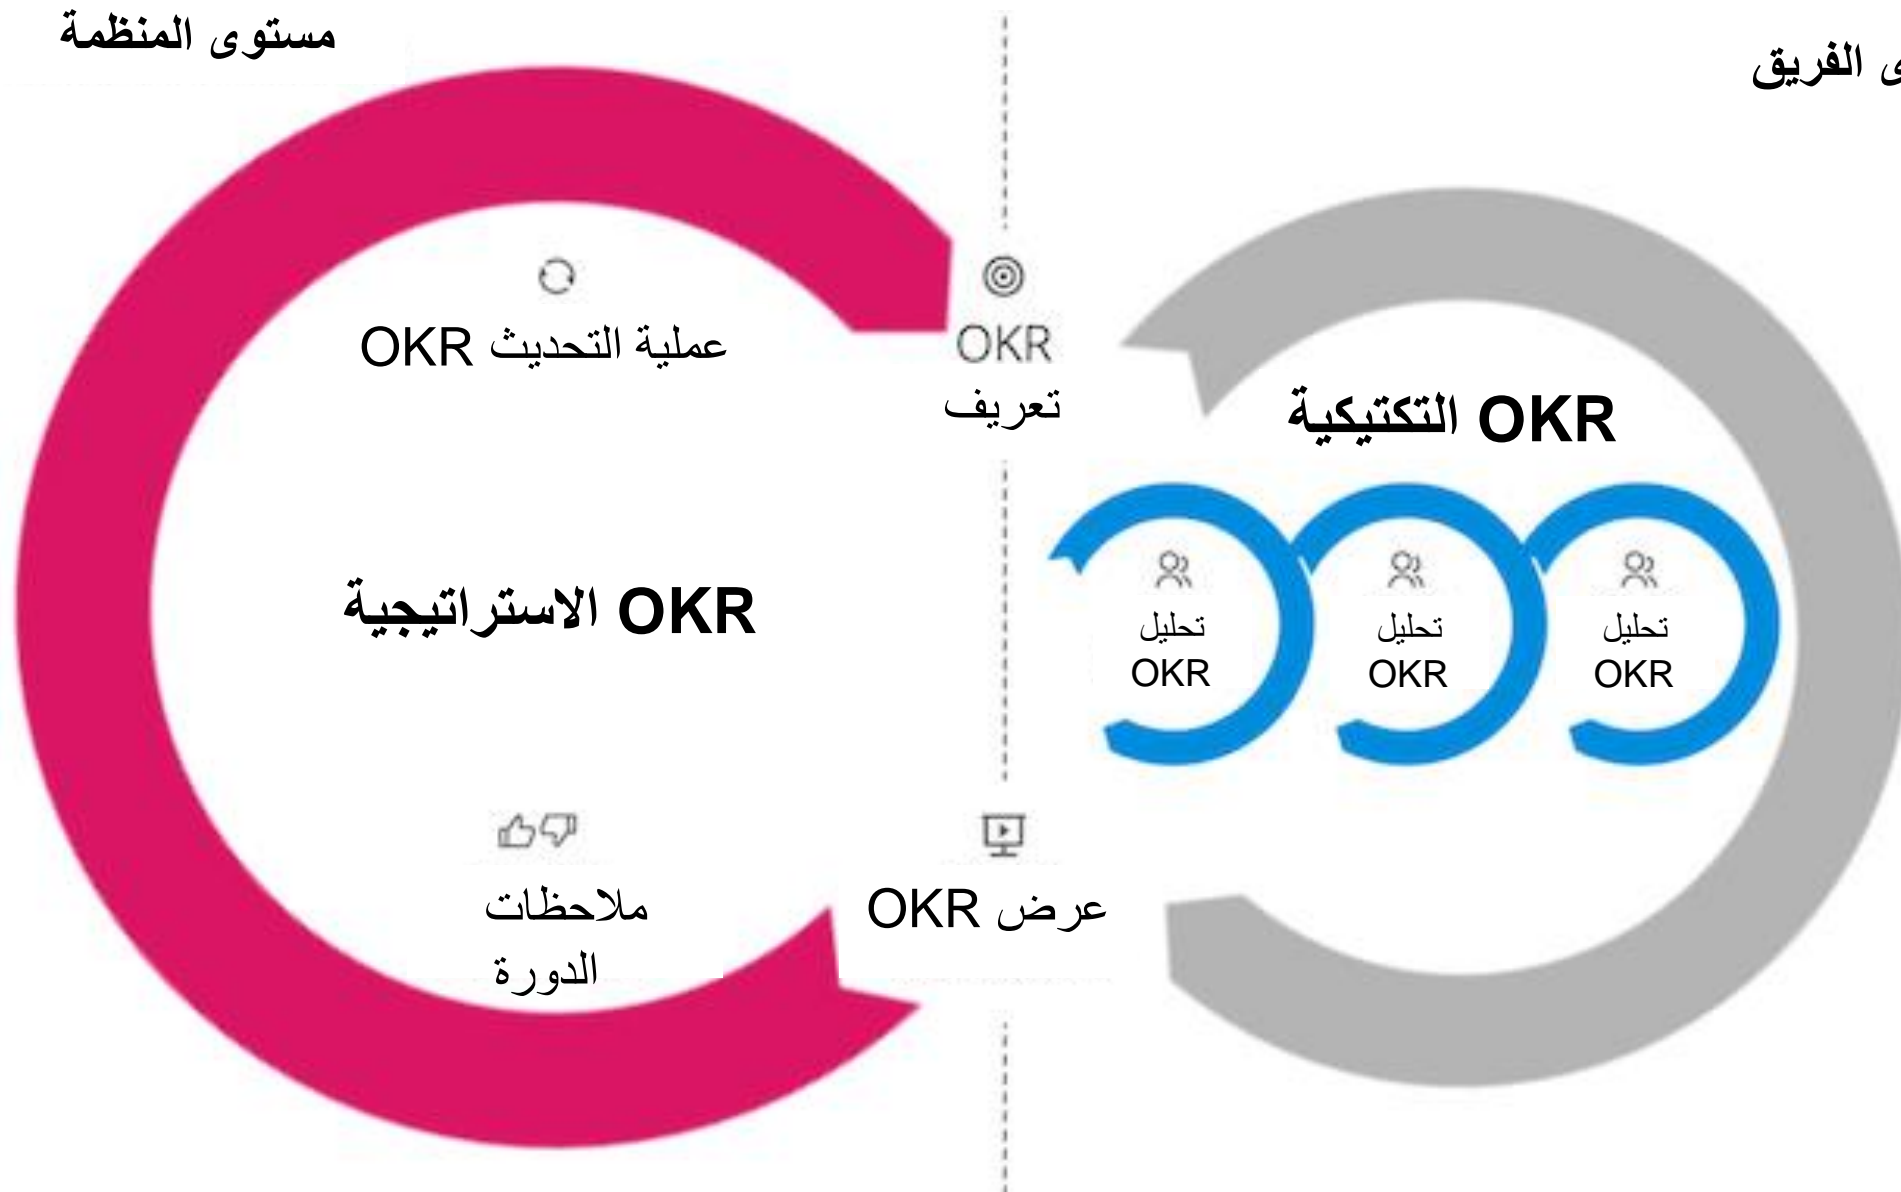 مستوى المنظمة
ى الفريق
عملية التحديث OKR
OKR
تعريف
OKR التكتيكية
OKR الاستراتيجية
تحليل
OKR
تحليل
OKR
تحليل
OKR
ملاحظات
الدورة
عرض OKR